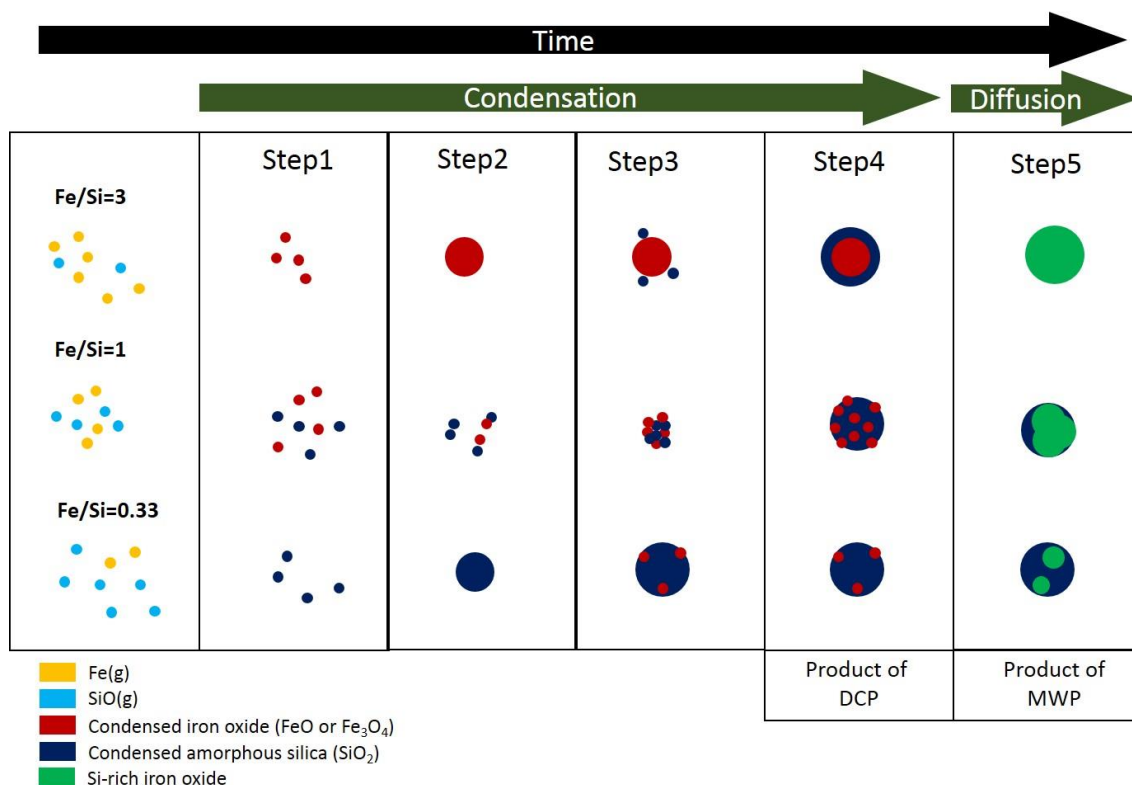 Time
Condensation
Diffusion
Step1
Step2
Step3
Step4
Step5
Fe/Si=3
Fe/Si=1
Fe/Si=0.33
Product of
DCP
Product of
MWP
Fe(g)
SiO(g)
Condensed iron oxide (FeO or Fe₃O₄)
Condensed amorphous silica (SiO₂)
Si-rich iron oxide